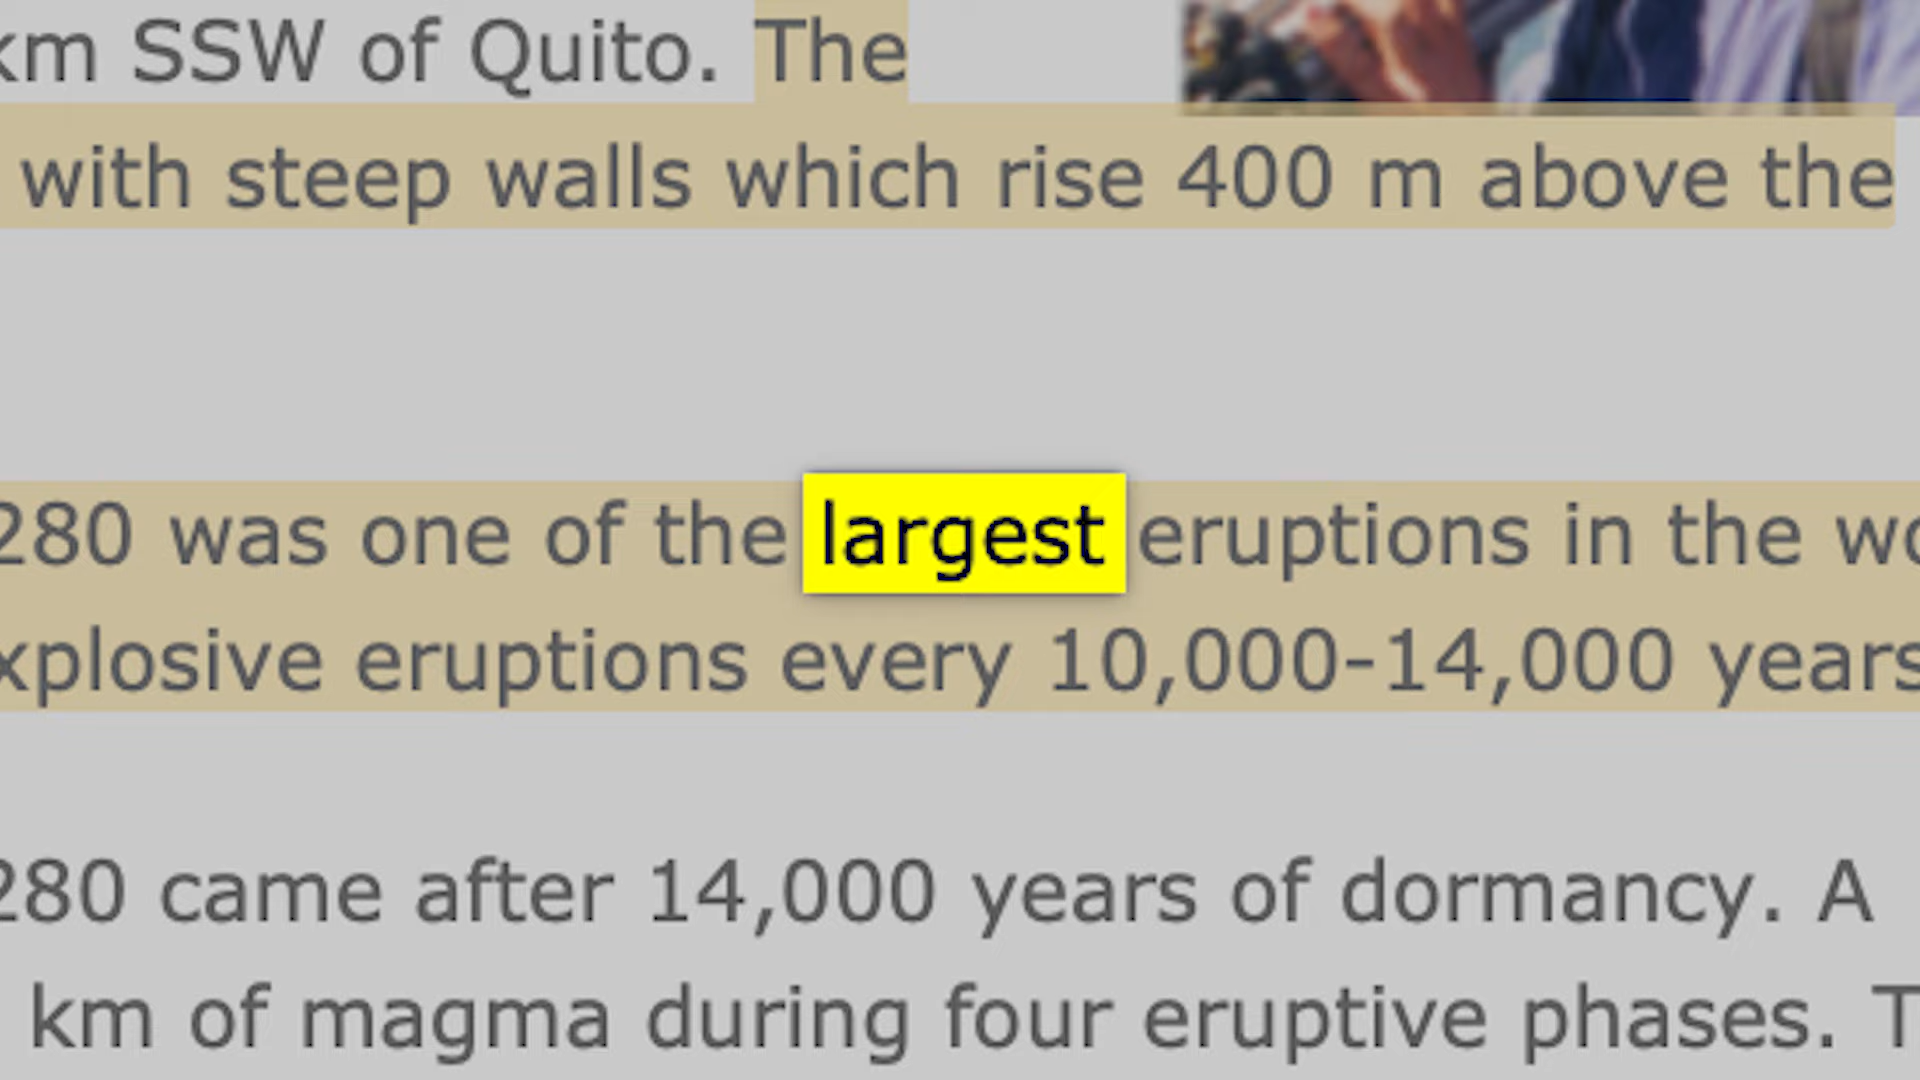 km SSW of Quito. The
with steep walls which rise 400 m above the
280 was one of the largest eruptions in the
explosive eruptions every 10,000-14,000 years
280 came after 14,000 years of dormancy. A
km of magma during four eruptive phases.